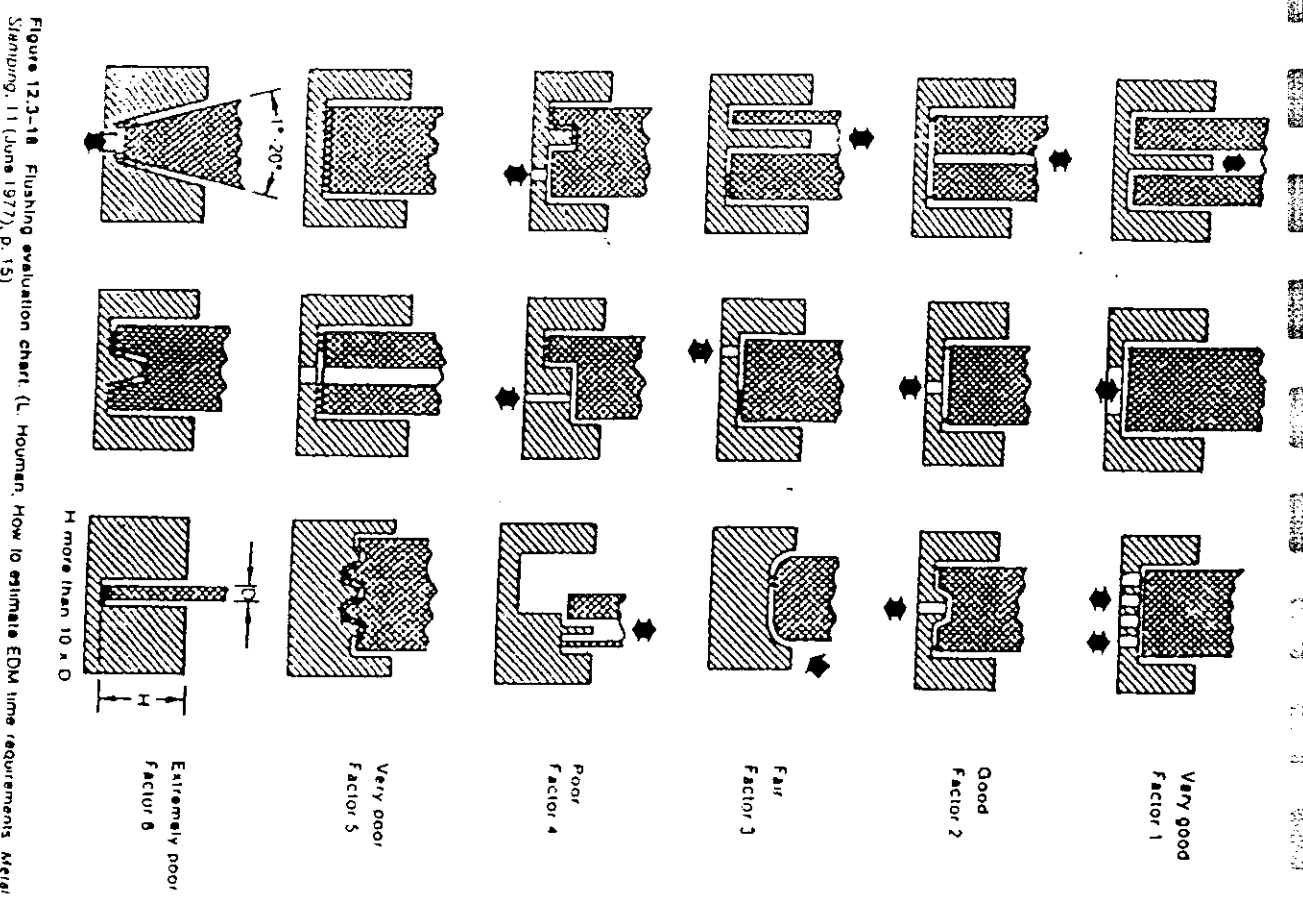 Very good
Factor 1
Good
Factor 2
Fair
Factor 3
Poor
Factor 4
Very poor
Factor 5
1°-20°
D
H
H more than 10 x D
Extremely poor
Factor 6
Figure 12.3-18 Flushing evaluation chart. (L. Houman, How to estimate EDM time requirements, Metal
Stamping, 11 (June 1977), p. 15)